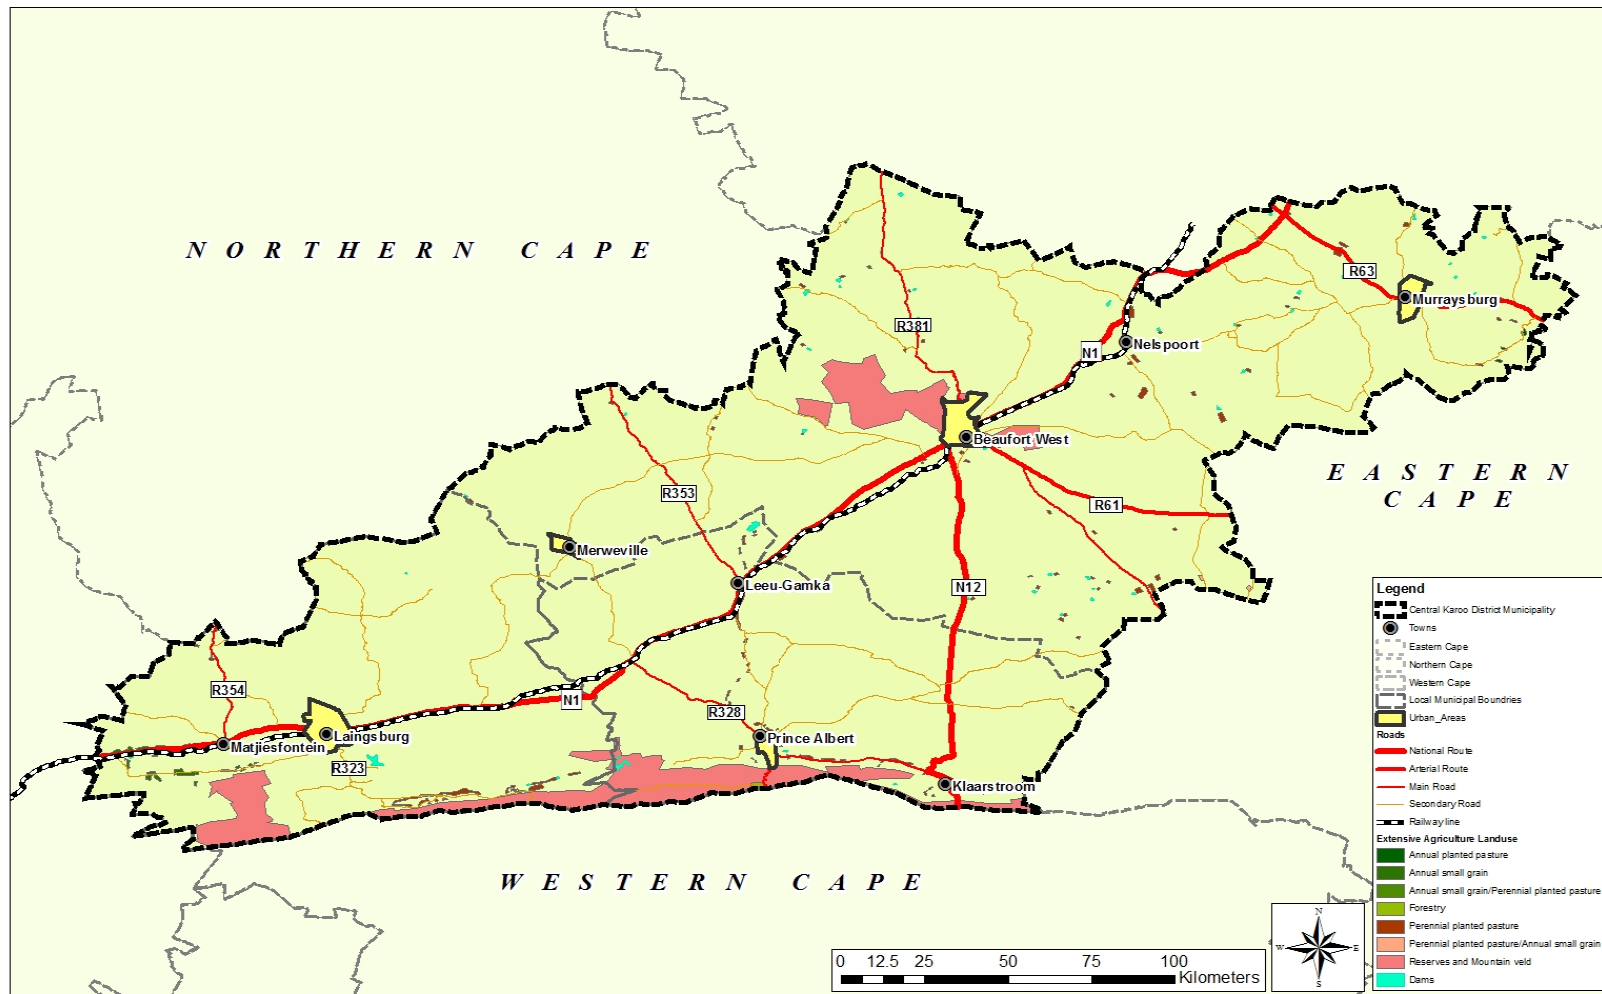 N O R T H E R N   C A P E
R381
R63
Murraysburg
N1
Nelspoort
Beaufort West
E A S T E R N
C A P E
R353
R61
Merweville
Leeu-Gamka
N12
R354
N1
R328
Laingsburg
Matjiesfontein
Prince Albert
R323
Klaarstroom
W E S T E R N   C A P E
0 12.5 25 50 75 100
Kilometers
N
W E
S
Legend
Central Karoo District Municipality
Towns
Eastern Cape
Northern Cape
Western Cape
Local Municipal Boundries
Urban_Areas
Roads
National Route
Arterial Route
Main Road
Secondary Road
Railway line
Extensive Agriculture Landuse
Annual planted pasture
Annual small grain
Annual small grain/Perennial planted pasture
Forestry
Perennial planted pasture
Perennial planted pasture/Annual small grain
Reserves and Mountain veld
Dams